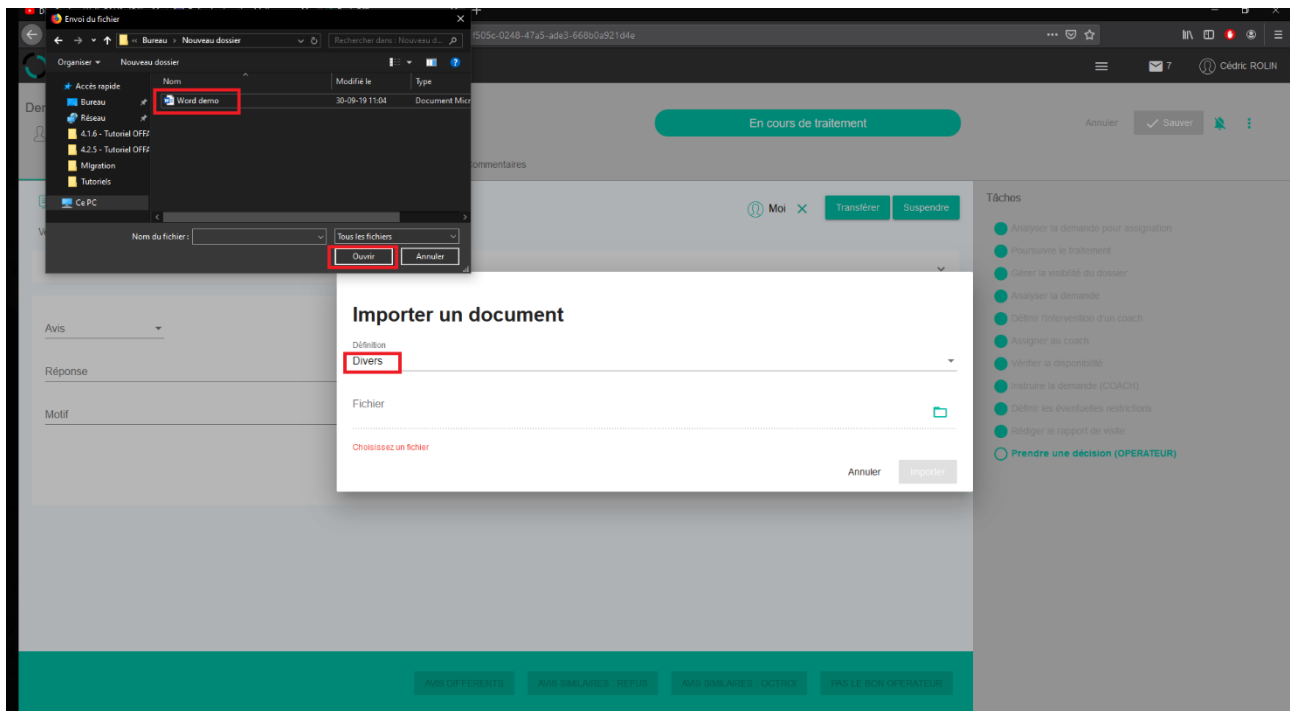 Envoi du fichier
« Bureau › Nouveau dossier
Rechercher dans : Nouveau d...
f505c-0248-47a5-ade3-668b0a921d4e
Organiser
Nouveau dossier
Nom
Modifié le
Type
Accès rapide
Bureau
Réseau
4.1.6 - Tutoriel OFFA
4.2.5 - Tutoriel OFFA
Migration
Tutoriels
Ce PC
Word demo
30-09-19 11:04
Document Micr
Nom du fichier :
Tous les fichiers
Ouvrir
Annuler
7
Cédric ROLIN
Der
En cours de traitement
Annuler
Sauver
ommentaires
Moi
Transférer
Suspendre
Avis
Réponse
Motif
Importer un document
Définition
Divers
Fichier
Choisissez un fichier
Annuler
Importer
Tâches
Analyser la demande pour assignation
Poursuivre le traitement
Gérer la visibilité du dossier
Analyser la demande
Définir l'intervention d'un coach
Assigner au coach
Vérifier la disponibilité
Instruire la demande (COACH)
Définir les éventuelles restrictions
Rédiger le rapport de visite
Prendre une décision (OPERATEUR)
AVIS DIFFERENTS
AVIS SIMILAIRES : REFUS
AVIS SIMILAIRES : OCTROI
PAS LE BON OPERATEUR